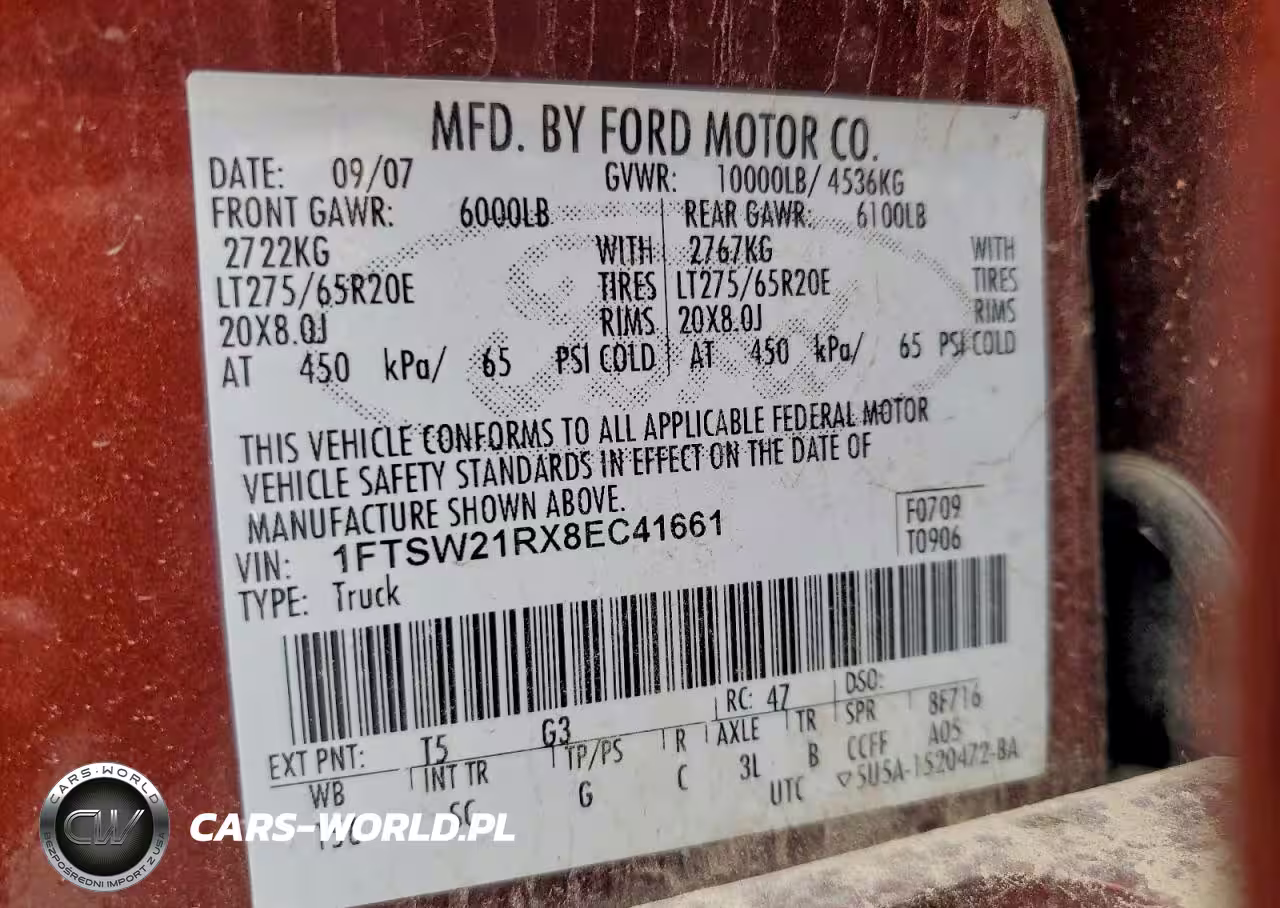 MFD. BY FORD MOTOR CO.
DATE: 09/07 GVWR: 10000LB/ 4536KG
FRONT GAWR: 6000LB REAR GAWR: 6100LB
2722KG WITH 2767KG WITH
LT275/65R20E TIRES LT275/65R20E TIRES
20X8.0J RIMS 20X8.0J RIMS
AT 450 kPa/ 65 PSI COLD AT 450 kPa/ 65 PSI COLD
THIS VEHICLE CONFORMS TO ALL APPLICABLE FEDERAL MOTOR
VEHICLE SAFETY STANDARDS IN EFFECT ON THE DATE OF
MANUFACTURE SHOWN ABOVE.
VIN: 1FTSW21RX8EC41661 F0709
TYPE: Truck T0906
RC: 47 DSO:
EXT PNT: T5 G3
WB INT TR TP/PS R AXLE TR SPR 8F716
SC G C 3L B CCFF A05
UTC ▽5U5A-1520472-BA
CARS-WORLD
CW
BEZPOŚREDNI IMPORT Z USA
CARS-WORLD.PL